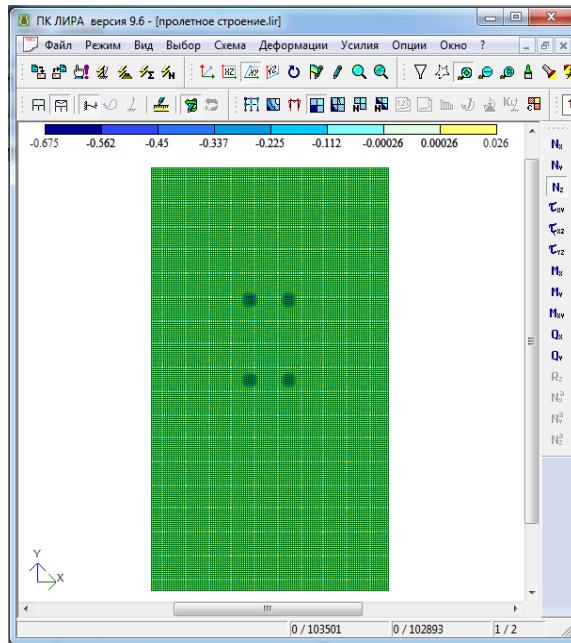 ПК ЛИРА версия 9.6 - [пролетное строение.lir]
Файл Режим Вид Выбор Схема Деформации Усилия Опции Окно ?
-0.675 -0.562 -0.45 -0.337 -0.225 -0.112 -0.00026 0.00026 0.026
Nx
Ny
Nz
τxy
τxz
τyz
Mx
My
Mxy
Qx
Qy
Rz
Y
X
0 / 103501 0 / 102893 1 / 2